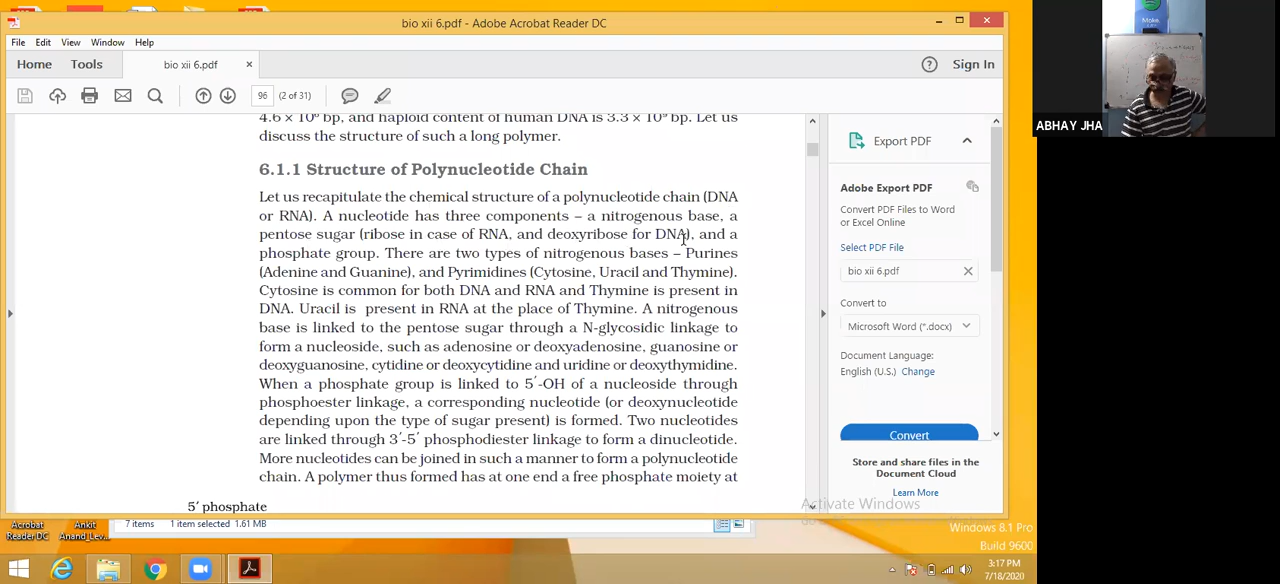 bio xii 6.pdf - Adobe Acrobat Reader DC
File Edit View Window Help
Home Tools bio xii 6.pdf × Sign In
96 (2 of 31)
4.6 × 10⁶ bp, and haploid content of human DNA is 3.3 × 10⁹ bp. Let us
discuss the structure of such a long polymer.
6.1.1 Structure of Polynucleotide Chain
Let us recapitulate the chemical structure of a polynucleotide chain (DNA
or RNA). A nucleotide has three components – a nitrogenous base, a
pentose sugar (ribose in case of RNA, and deoxyribose for DNA), and a
phosphate group. There are two types of nitrogenous bases – Purines
(Adenine and Guanine), and Pyrimidines (Cytosine, Uracil and Thymine).
Cytosine is common for both DNA and RNA and Thymine is present in
DNA. Uracil is present in RNA at the place of Thymine. A nitrogenous
base is linked to the pentose sugar through a N-glycosidic linkage to
form a nucleoside, such as adenosine or deoxyadenosine, guanosine or
deoxyguanosine, cytidine or deoxycytidine and uridine or deoxythymidine.
When a phosphate group is linked to 5′-OH of a nucleoside through
phosphoester linkage, a corresponding nucleotide (or deoxynucleotide
depending upon the type of sugar present) is formed. Two nucleotides
are linked through 3′-5′ phosphodiester linkage to form a dinucleotide.
More nucleotides can be joined in such a manner to form a polynucleotide
chain. A polymer thus formed has at one end a free phosphate moiety at
5′ phosphate
Export PDF
Adobe Export PDF
Convert PDF Files to Word
or Excel Online
Select PDF File
bio xii 6.pdf
Convert to
Microsoft Word (*.docx)
Document Language:
English (U.S.) Change
Convert
Store and share files in the
Document Cloud
Learn More
Activate Windows
Make
ABHAY JHA
Acrobat
Reader DC
Ankit
Anand_Lev...
7 items 1 item selected 1.61 MB
Windows 8.1 Pro
Build 9600
3:17 PM
7/18/2020